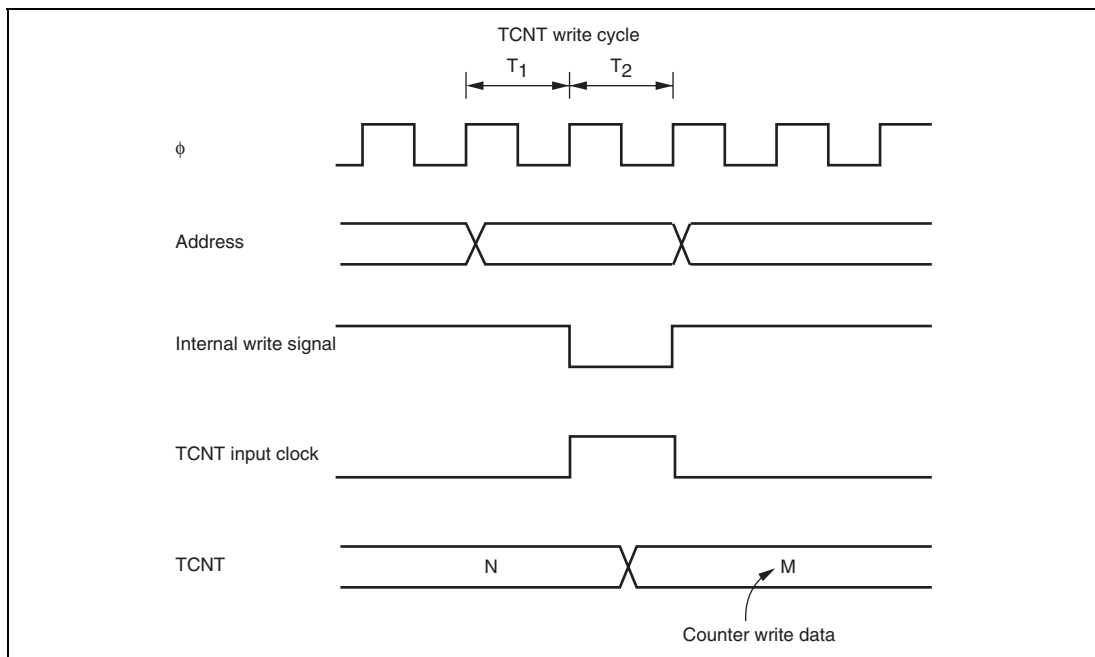 TCNT write cycle
T1 T2
ϕ
Address
Internal write signal
TCNT input clock
TCNT N M
Counter write data